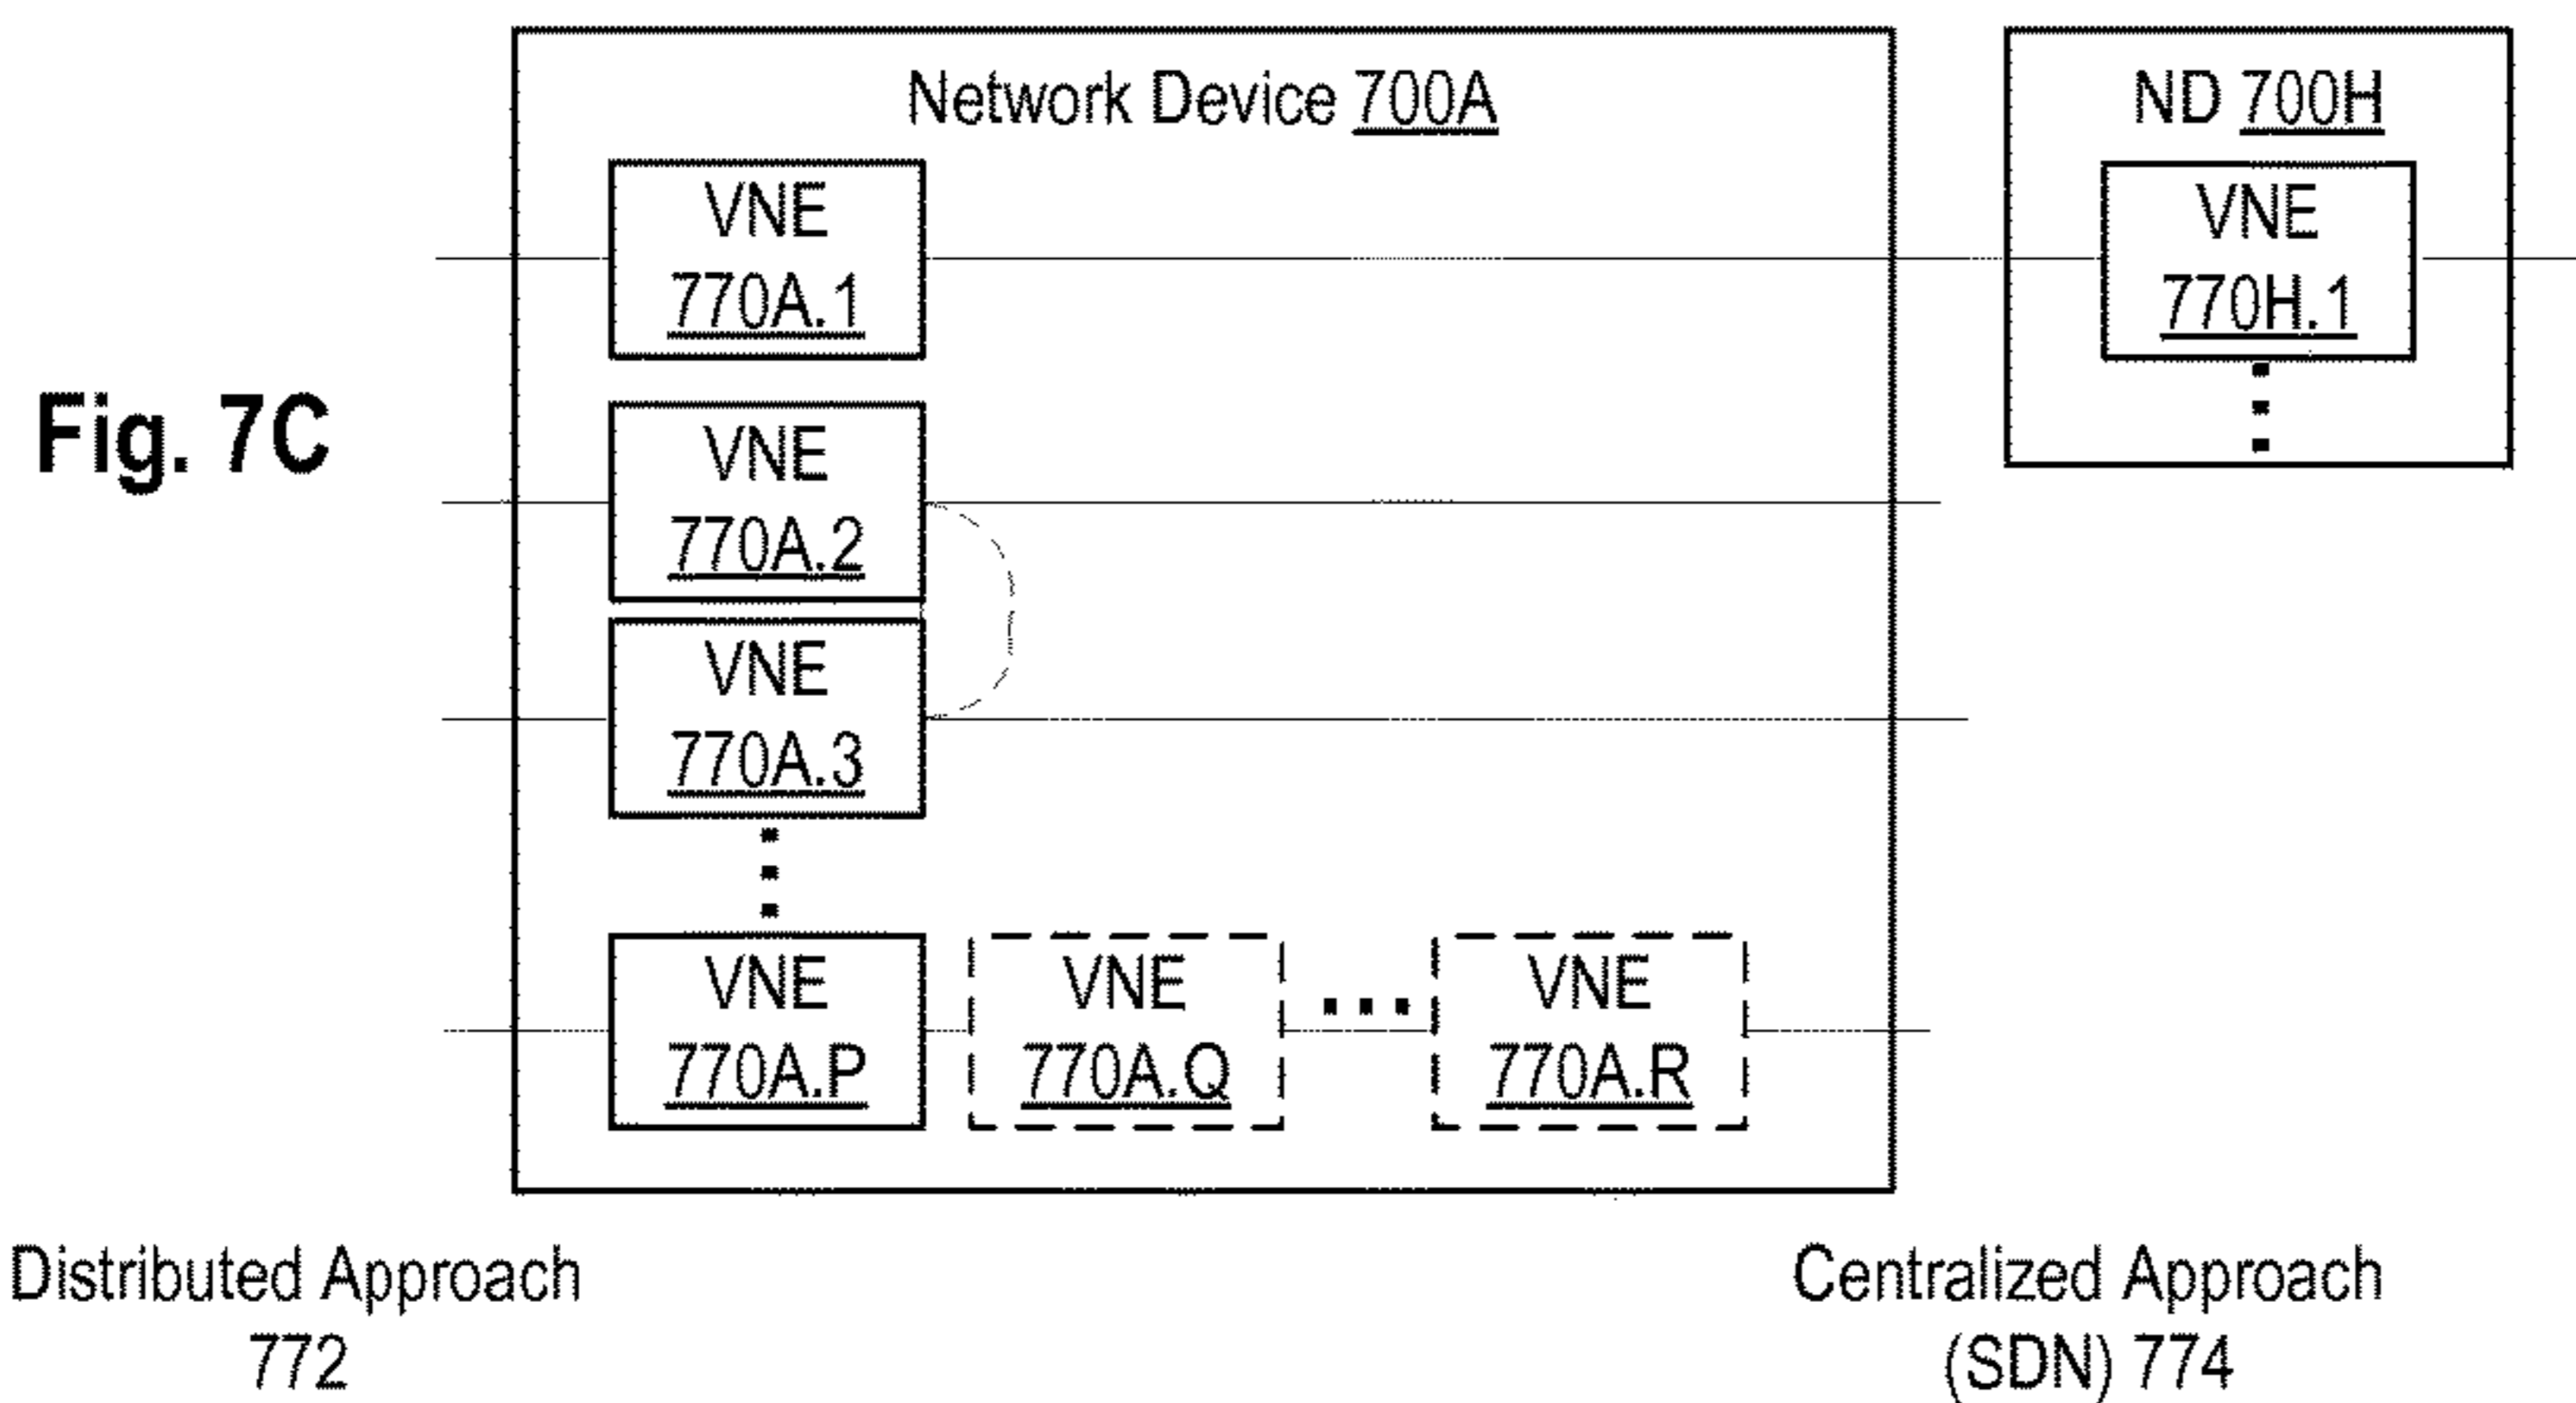 Network Device 700A
ND 700H
VNE
770A.1
VNE
770H.1
Fig. 7C
VNE
770A.2
VNE
770A.3
VNE
770A.P
VNE
770A.Q
VNE
770A.R
Distributed Approach
772
Centralized Approach
(SDN) 774